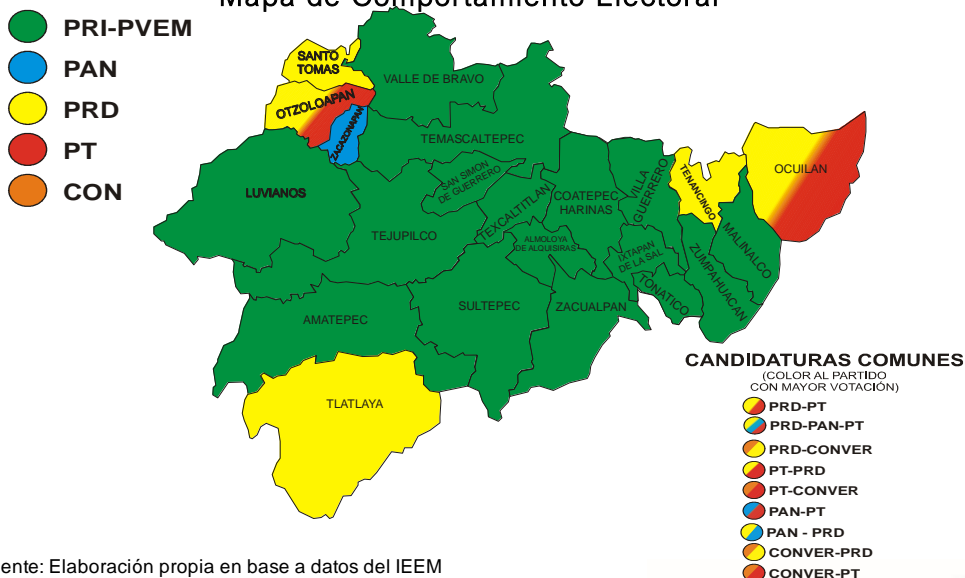 Mapa de Comportamiento Electoral
PRI-PVEM
PAN
PRD
PT
CON
SANTO
TOMAS
VALLE DE BRAVO
OTZOLOAPAN
ZACAZONAPAN
TEMASCALTEPEC
SAN SIMON
DE GUERRERO
LUVIANOS
TEJUPILCO
TEXCALTITLAN
COATEPEC
HARINAS
VILLA
GUERRERO
TENANCINGO
OCUILAN
MALINALCO
ALMOLOYA
DE ALQUISIRAS
IXTAPAN
DE LA SAL
ZUMPAHUACAN
TONATICO
AMATEPEC
SULTEPEC
ZACUALPAN
TLATLAYA
CANDIDATURAS COMUNES
(COLOR AL PARTIDO
CON MAYOR VOTACIÓN)
PRD-PT
PRD-PAN-PT
PRD-CONVER
PT-PRD
PT-CONVER
PAN-PT
PAN - PRD
CONVER-PRD
CONVER-PT
ente: Elaboración propia en base a datos del IEEM